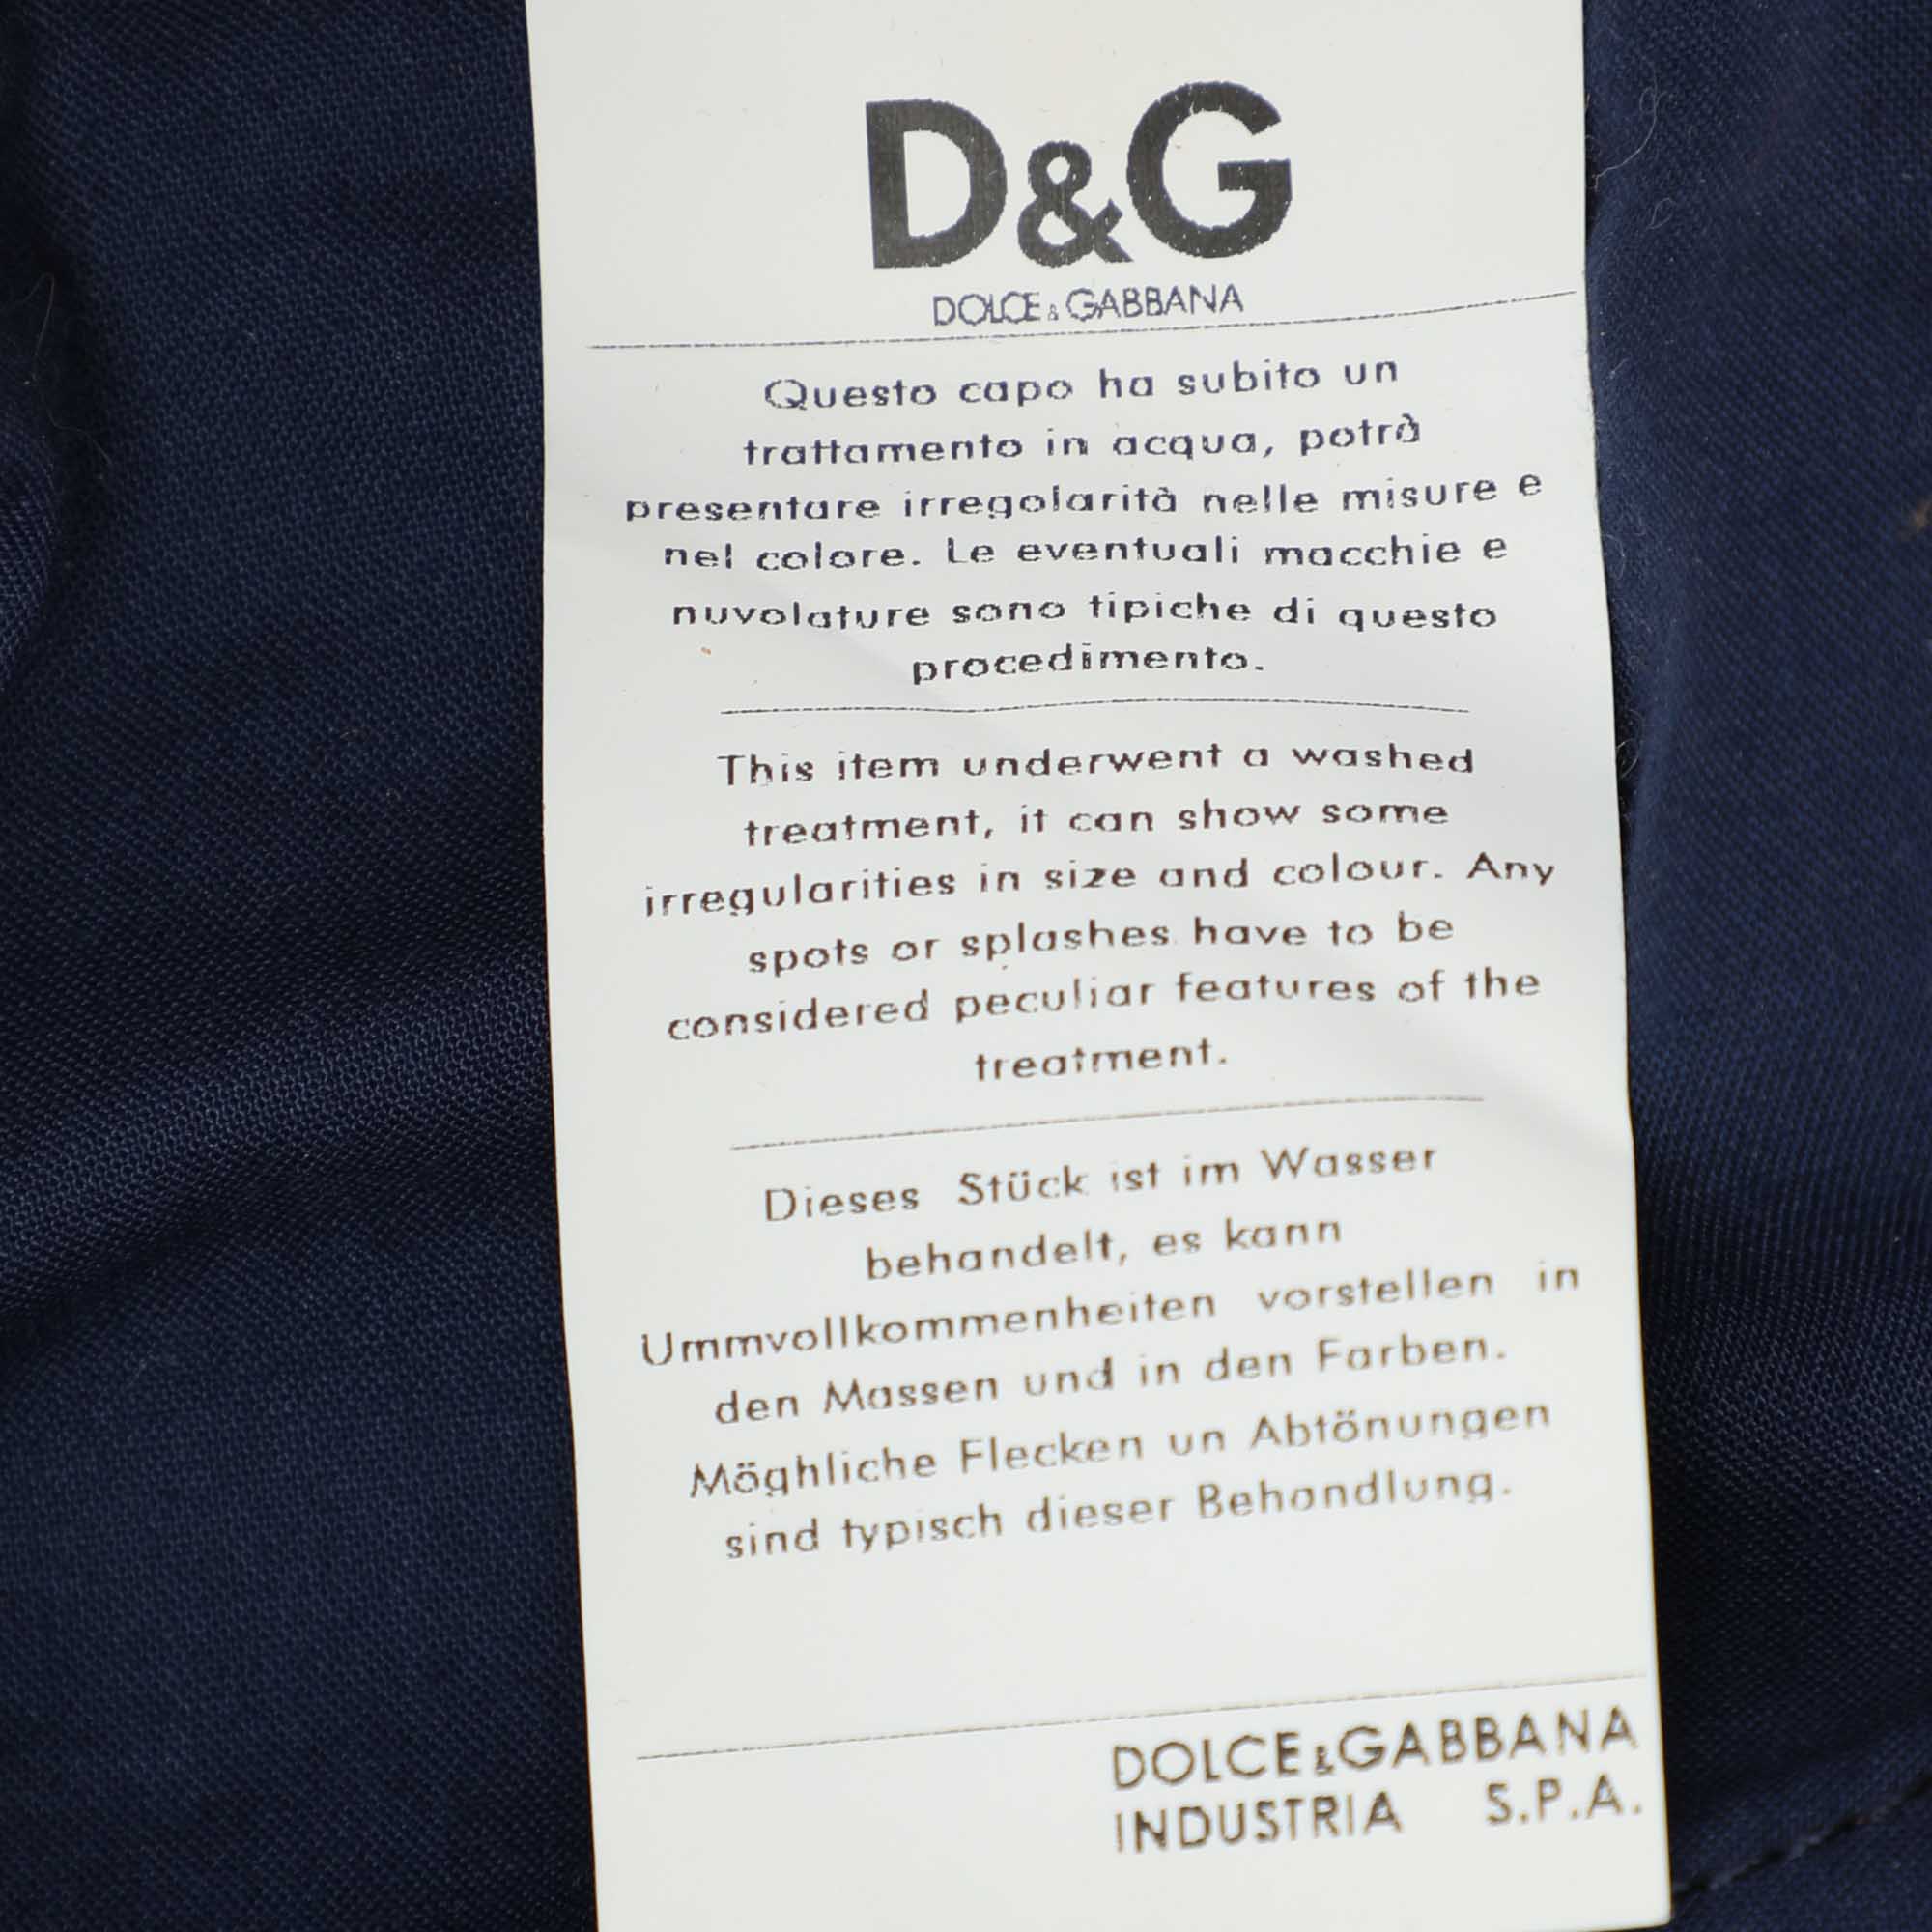 D&G
DOLCE & GABBANA
Questo capo ha subito un
trattamento in acqua, potrà
presentare irregolarità nelle misure e
nel colore. Le eventuali macchie e
nuvolature sono tipiche di questo
procedimento.
This item underwent a washed
treatment, it can show some
irregularities in size and colour. Any
spots or splashes have to be
considered peculiar features of the
treatment.
Dieses Stück ist im Wasser
behandelt, es kann
Ummvollkommenheiten vorstellen in
den Massen und in den Farben.
Möghliche Flecken un Abtönungen
sind typisch dieser Behandlung.
DOLCE & GABBANA
INDUSTRIA S.P.A.